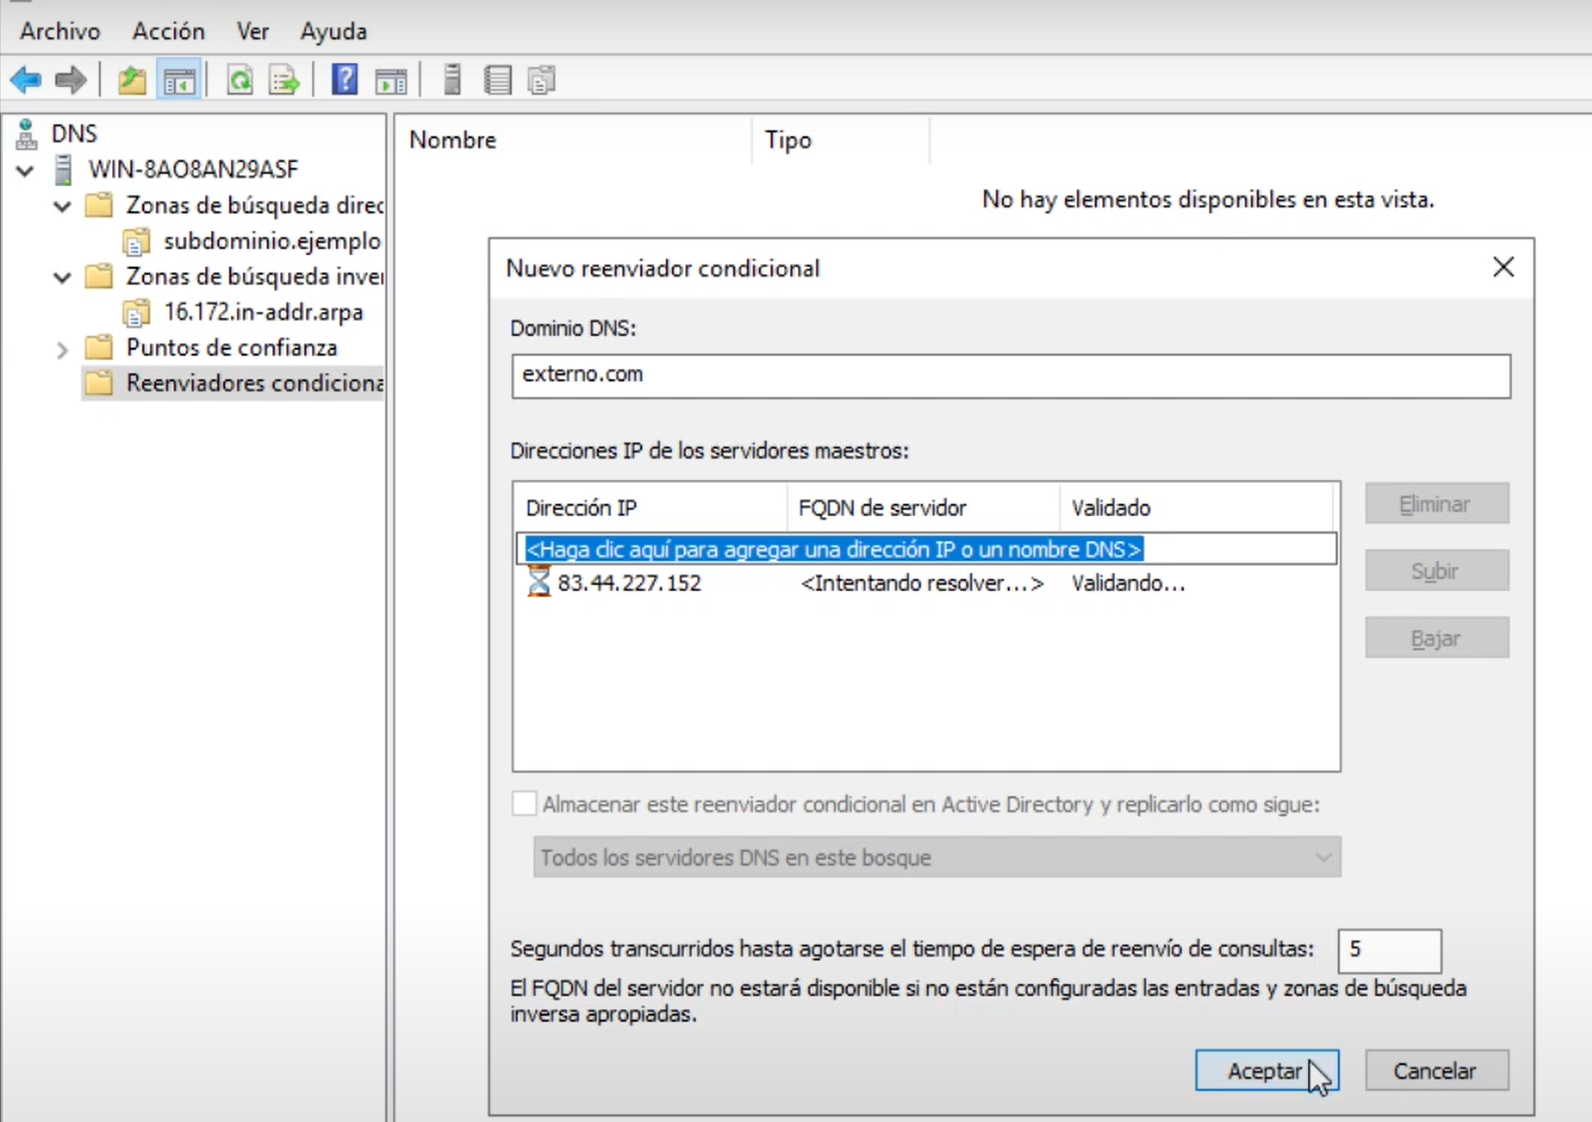 Archivo Acción Ver Ayuda
DNS
WIN-8AO8AN29ASF
Zonas de búsqueda direc
subdominio.ejemplo
Zonas de búsqueda inver
16.172.in-addr.arpa
Puntos de confianza
Reenviadores condiciona
Nombre Tipo
No hay elementos disponibles en esta vista.
Nuevo reenviador condicional
Dominio DNS:
externo.com
Direcciones IP de los servidores maestros:
Dirección IP FQDN de servidor Validado
<Haga clic aquí para agregar una dirección IP o un nombre DNS>
83.44.227.152 <Intentando resolver...> Validando...
Eliminar
Subir
Bajar
Almacenar este reenviador condicional en Active Directory y replicarlo como sigue:
Todos los servidores DNS en este bosque
Segundos transcurridos hasta agotarse el tiempo de espera de reenvío de consultas: 5
El FQDN del servidor no estará disponible si no están configuradas las entradas y zonas de búsqueda
inversa apropiadas.
Aceptar Cancelar